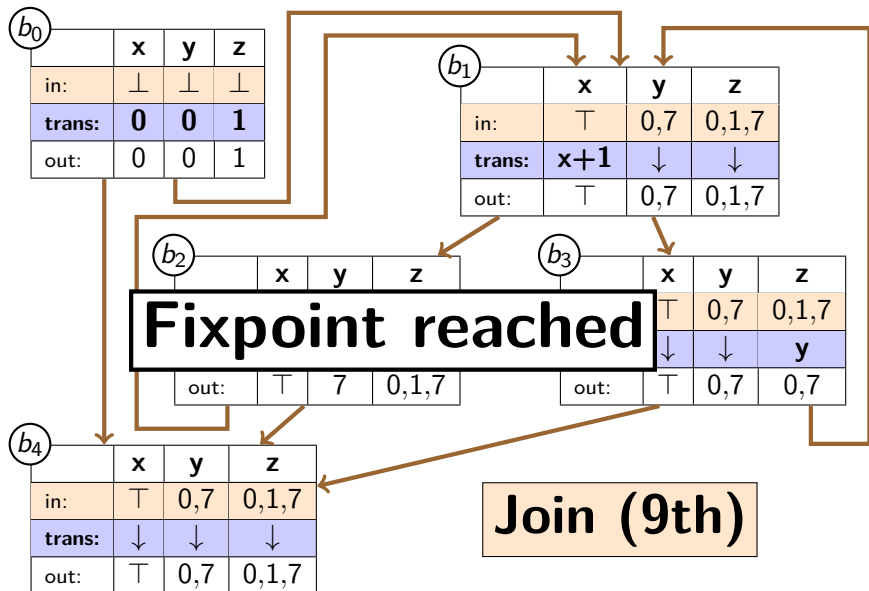 b0
x y z
in: ⊥ ⊥ ⊥
trans: 0 0 1
out: 0 0 1
b1
x y z
in: ⊤ 0,7 0,1,7
trans: x+1 ↓ ↓
out: ⊤ 0,7 0,1,7
b2
x y z
out: ⊤ 7 0,1,7
b3
x y z
⊤ 0,7 0,1,7
↓ ↓ y
out: ⊤ 0,7 0,7
Fixpoint reached
b4
x y z
in: ⊤ 0,7 0,1,7
trans: ↓ ↓ ↓
out: ⊤ 0,7 0,1,7
Join (9th)